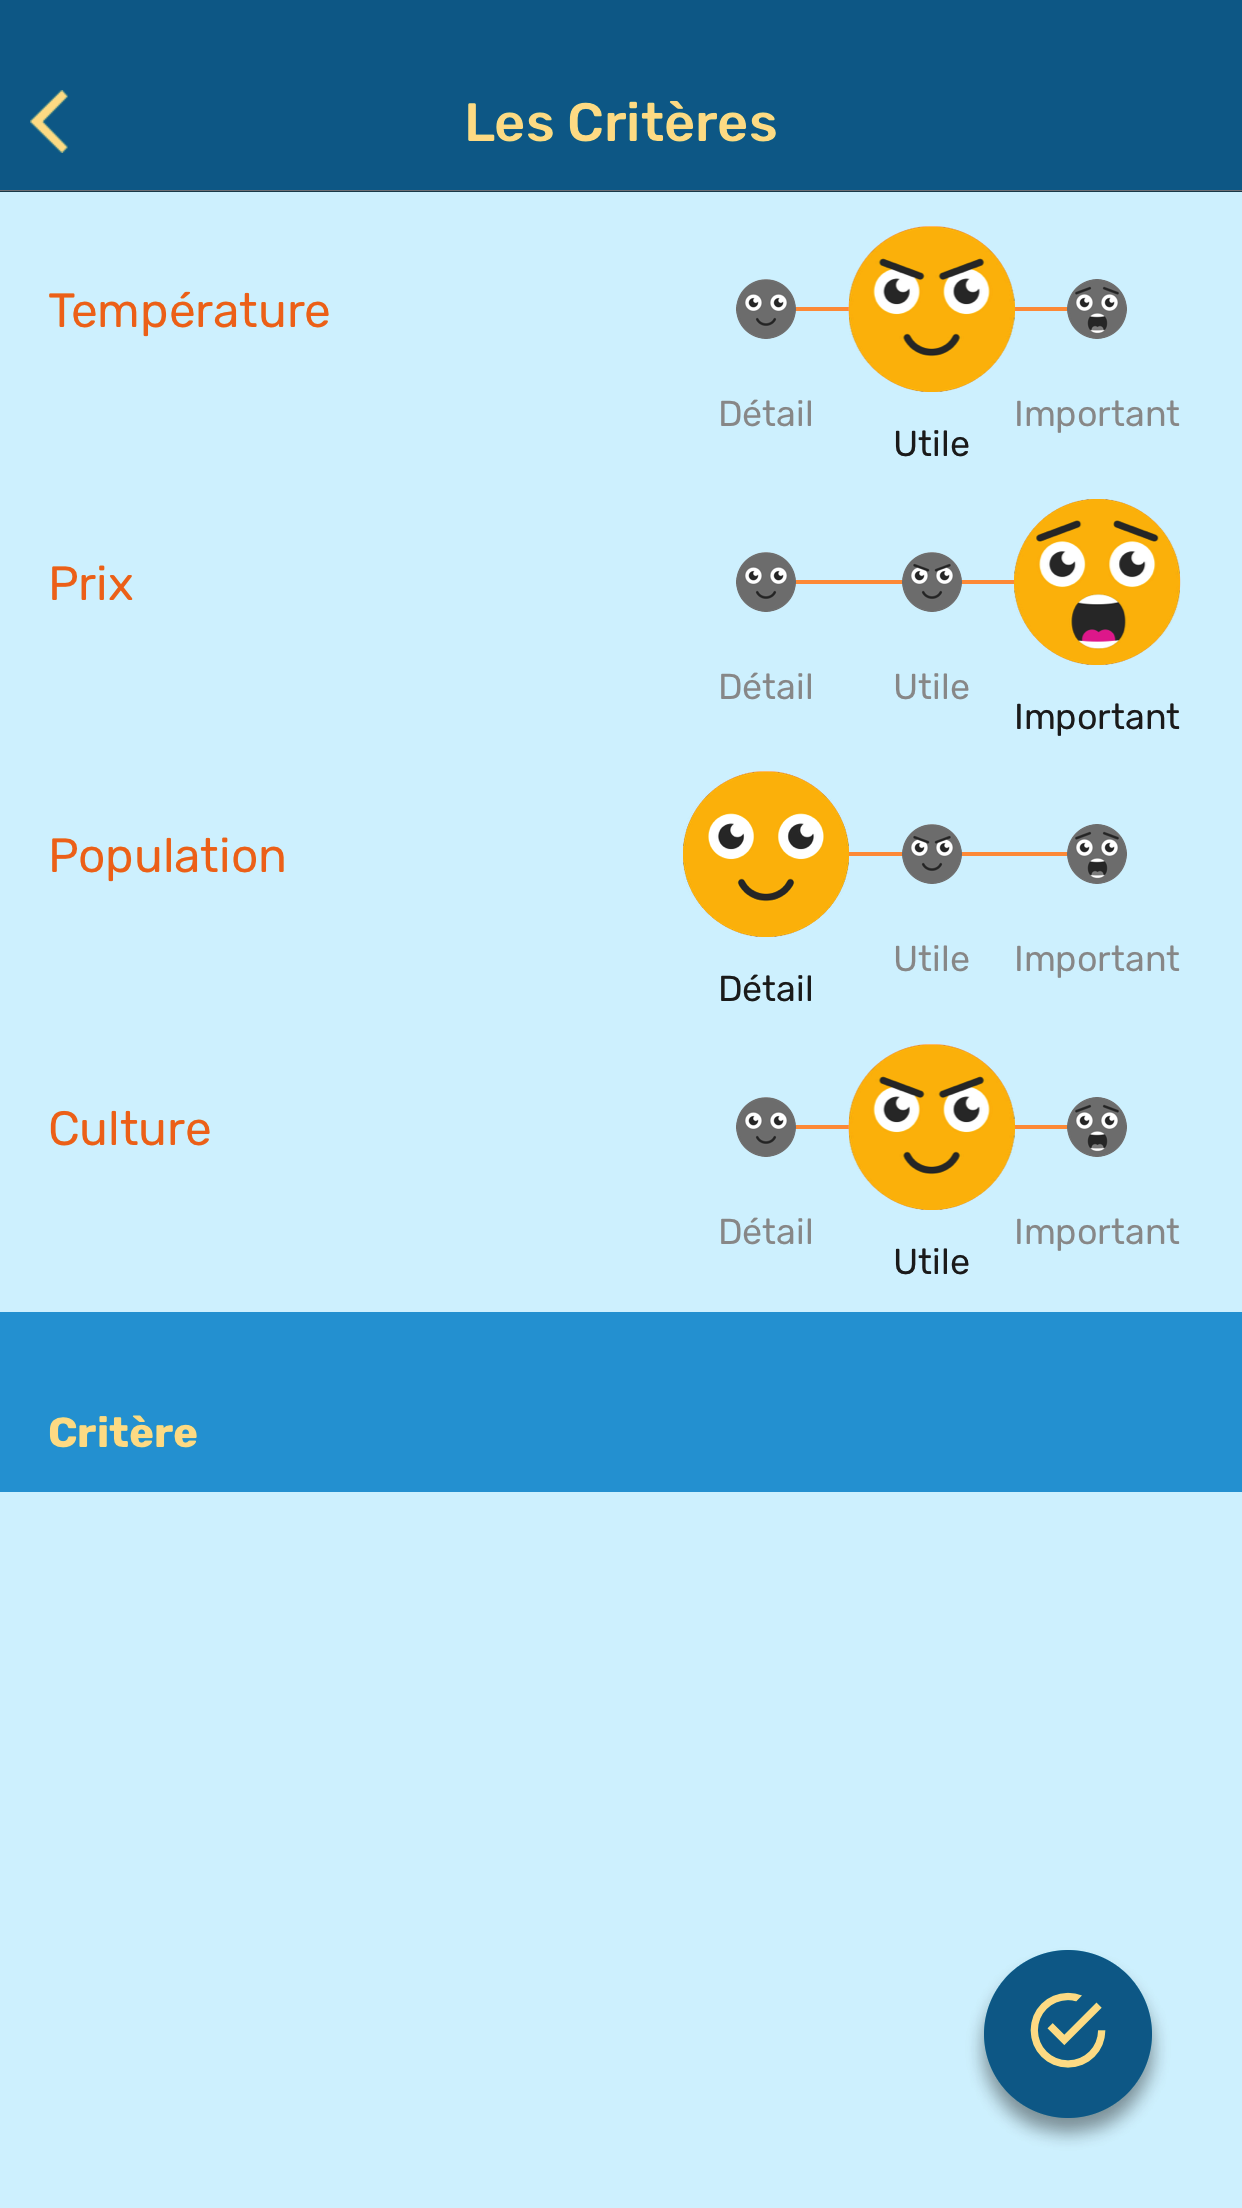 Les Critères
Température
Détail
Utile
Important
Prix
Détail
Utile
Important
Population
Détail
Utile
Important
Culture
Détail
Utile
Important
Critère